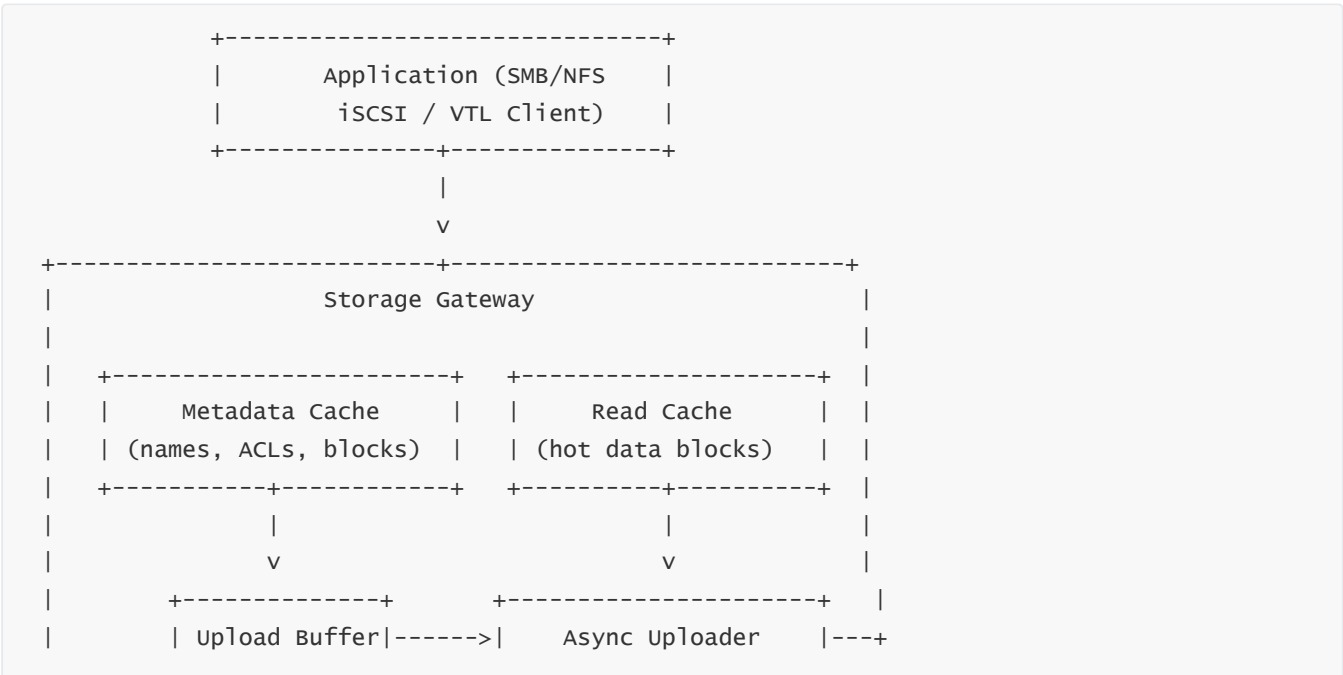 +-------------------------------+
            |       Application (SMB/NFS    |
            |        iSCSI / VTL Client)    |
            +---------------+---------------+
                            |
                            v
+---------------------------+----------------------------+
|                   Storage Gateway                       |
|                                                         |
|   +------------------------+   +---------------------+  |
|   |     Metadata Cache     |   |     Read Cache      |  |
|   | (names, ACLs, blocks)  |   | (hot data blocks)   |  |
|   +-----------+------------+   +----------+----------+  |
|               |                           |             |
|               v                           v             |
|        +--------------+       +----------------------+   |
|        | Upload Buffer|------>|    Async Uploader    |---+